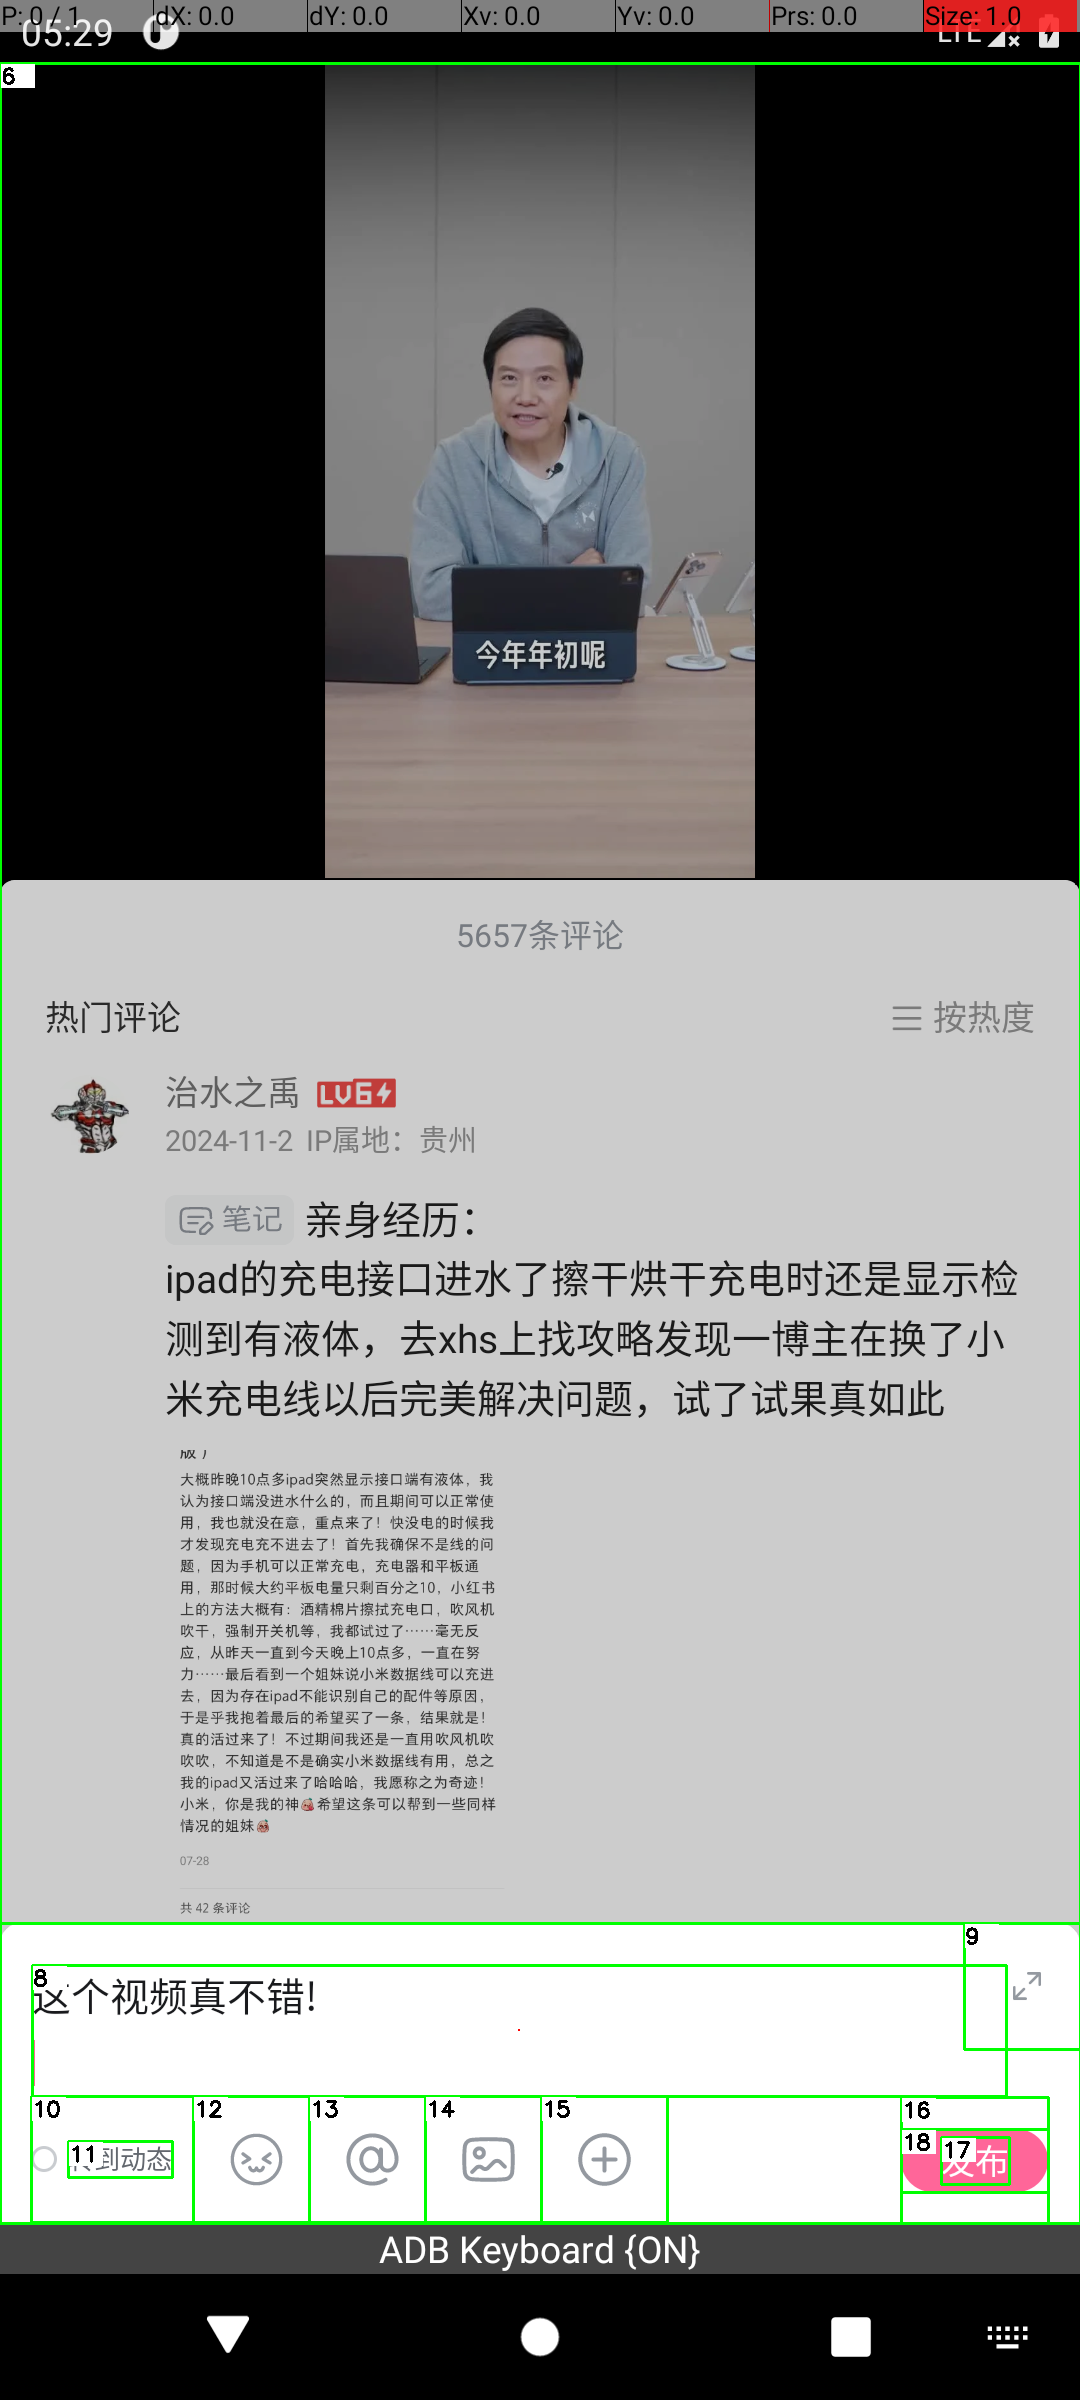 P: 0 / 1 dX: 0.0 dY: 0.0 Xv: 0.0 Yv: 0.0 Prs: 0.0 Size: 1.0
05:29 LTE
6
今年年初呢
5657条评论
热门评论 按热度
治水之禹 LV6
2024-11-2 IP属地：贵州
笔记 亲身经历：
ipad的充电接口进水了擦干烘干充电时还是显示检
测到有液体，去xhs上找攻略发现一博主在换了小
米充电线以后完美解决问题，试了试果真如此
大概昨晚10点多ipad突然显示接口端有液体，我
认为接口端没进水什么的，而且期间可以正常使
用，我也就没在意，重点来了！快没电的时候我
才发现充电充不进去了！首先我确保不是线的问
题，因为手机可以正常充电，充电器和平板通
用，那时候大约平板电量只剩百分之10，小红书
上的方法大概有：酒精棉片擦拭充电口，吹风机
吹干，强制开关机等，我都试过了……毫无反
应，从昨天一直到今天晚上10点多，一直在努
力……最后看到一个姐妹说小米数据线可以充进
去，因为存在ipad不能识别自己的配件等原因，
于是乎我抱着最后的希望买了一条，结果就是！
真的活过来了！不过期间我还是一直用吹风机吹
吹吹，不知道是不是确实小米数据线有用，总之
我的ipad又活过来了哈哈哈，我愿称之为奇迹！
小米，你是我的神希望这条可以帮到一些同样
情况的姐妹
07-28
共 42 条评论
9
8
这个视频真不错!
10 12 13 14 15 16
11 到动态 18 17 发布
ADB Keyboard {ON}